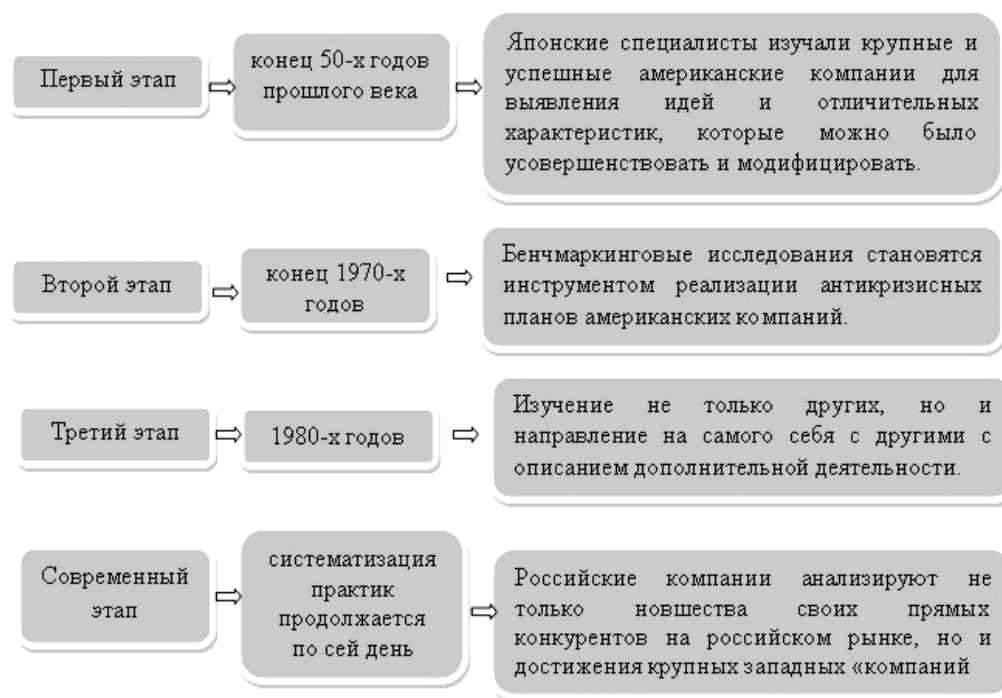 Первый этап
конец 50-х годов
прошлого века
Японские специалисты изучали крупные и
успешные американские компании для
выявления идей и отличительных
характеристик, которые можно было
усовершенствовать и модифицировать.
Второй этап
конец 1970-х
годов
Бенчмаркинговые исследования становятся
инструментом реализации антикризисных
планов американских компаний.
Третий этап
1980-х годов
Изучение не только других, но и
направление на самого себя с другими с
описанием дополнительной деятельности.
Современный
этап
систематизация
практик
продолжается
по сей день
Российские компании анализируют не
только новшества своих прямых
конкурентов на российском рынке, но и
достижения крупных западных «компаний